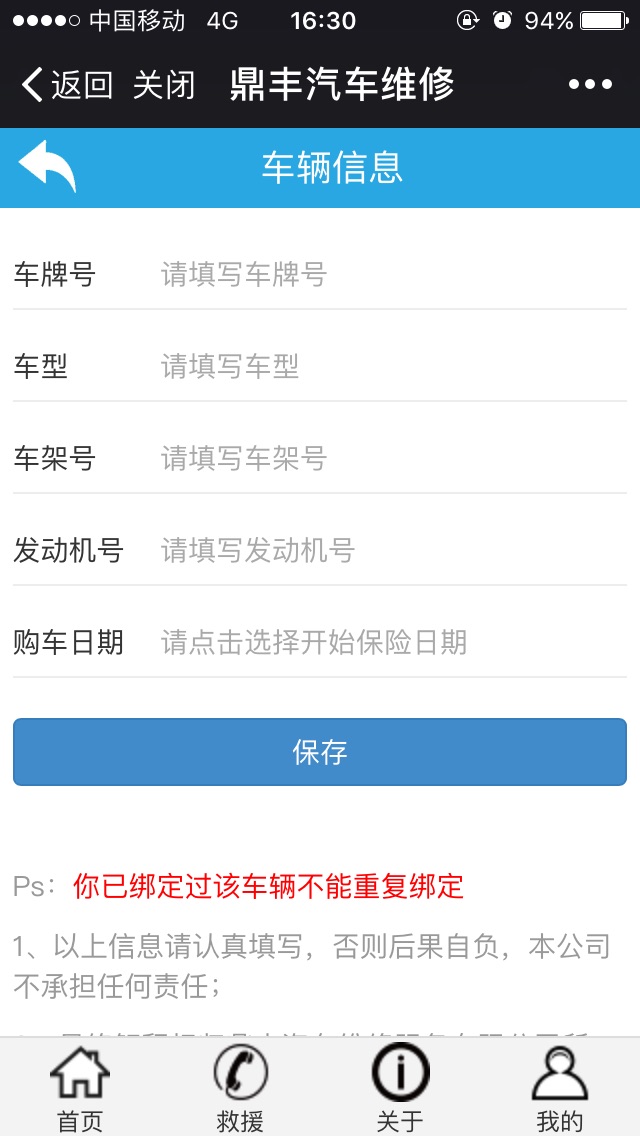 中国移动 4G 16:30 94%
返回 关闭 鼎丰汽车维修
车辆信息
车牌号 请填写车牌号
车型 请填写车型
车架号 请填写车架号
发动机号 请填写发动机号
购车日期 请点击选择开始保险日期
保存
Ps：你已绑定过该车辆不能重复绑定
1、以上信息请认真填写，否则后果自负，本公司
不承担任何责任；
首页 救援 关于 我的